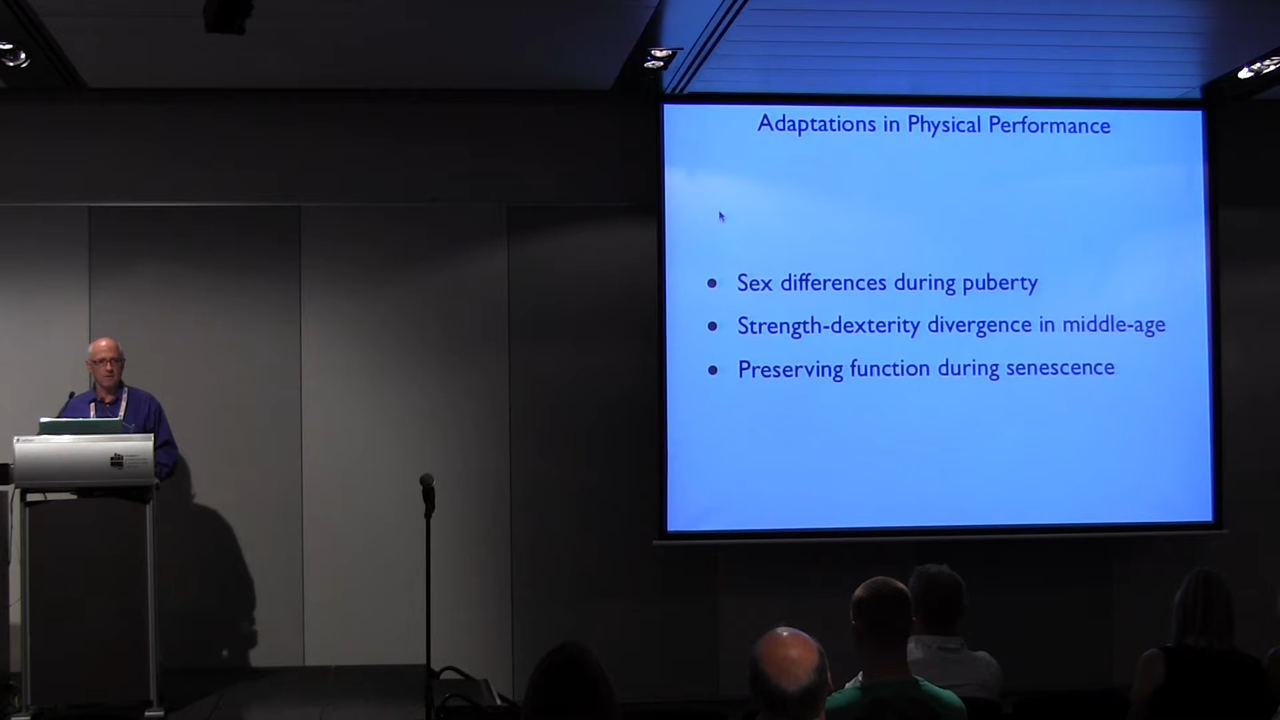 Adaptations in Physical Performance
• Sex differences during puberty
• Strength-dexterity divergence in middle-age
• Preserving function during senescence